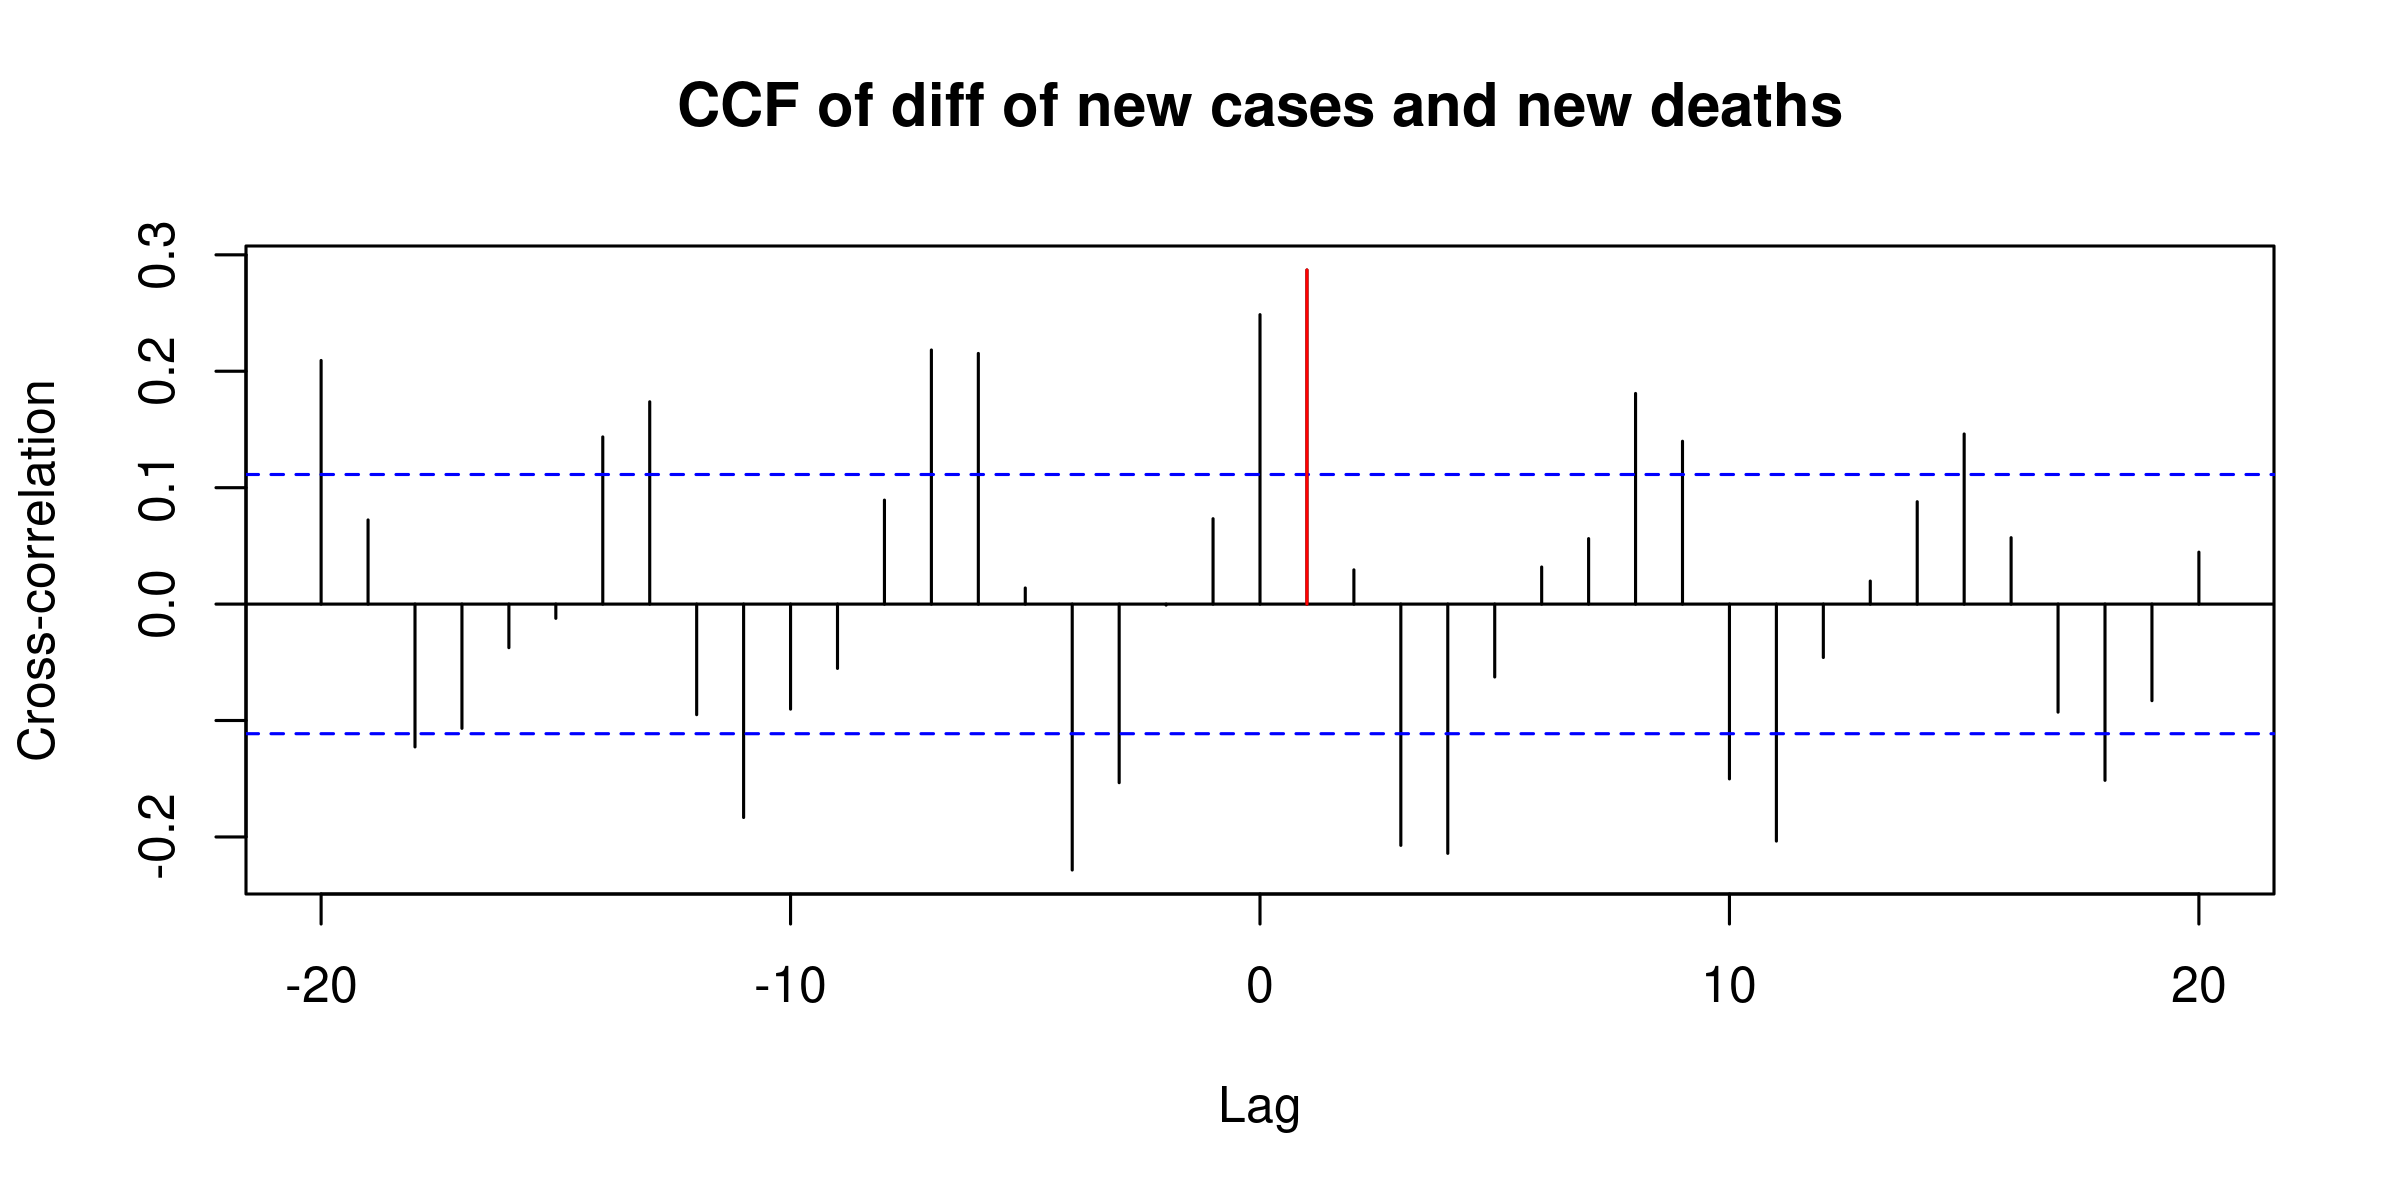 CCF of diff of new cases and new deaths
Cross-correlation
0.3
0.2
0.1
0.0
-0.2
-20 -10 0 10 20
Lag